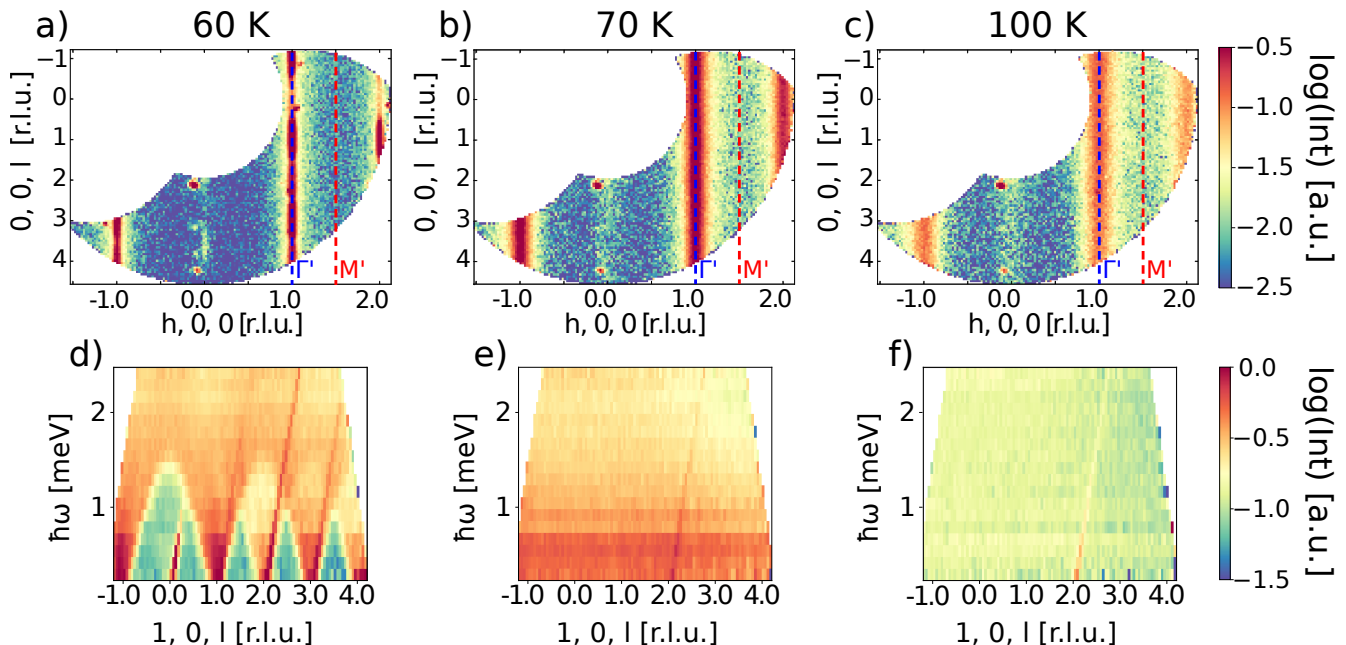 a) 60 K
b) 70 K
c) 100 K
0, 0, l [r.l.u.]
−1
0
1
2
3
4
Γ' M'
-1.0 0.0 1.0 2.0
h, 0, 0 [r.l.u.]
Γ' M'
-1.0 0.0 1.0 2.0
h, 0, 0 [r.l.u.]
0, 0, l [r.l.u.]
−1
0
1
2
3
4
Γ' M'
-1.0 0.0 1.0 2.0
h, 0, 0 [r.l.u.]
0, 0, l [r.l.u.]
−1
0
1
2
3
4
−0.5
−1.0
−1.5
−2.0
−2.5
log(Int) [a.u.]
d)
ħω [meV]
2
1
-1.0 0.0 1.0 2.0 3.0 4.0
1, 0, l [r.l.u.]
e)
ħω [meV]
2
1
-1.0 0.0 1.0 2.0 3.0 4.0
1, 0, l [r.l.u.]
f)
ħω [meV]
2
1
-1.0 0.0 1.0 2.0 3.0 4.0
1, 0, l [r.l.u.]
0.0
−0.5
−1.0
−1.5
log(Int) [a.u.]